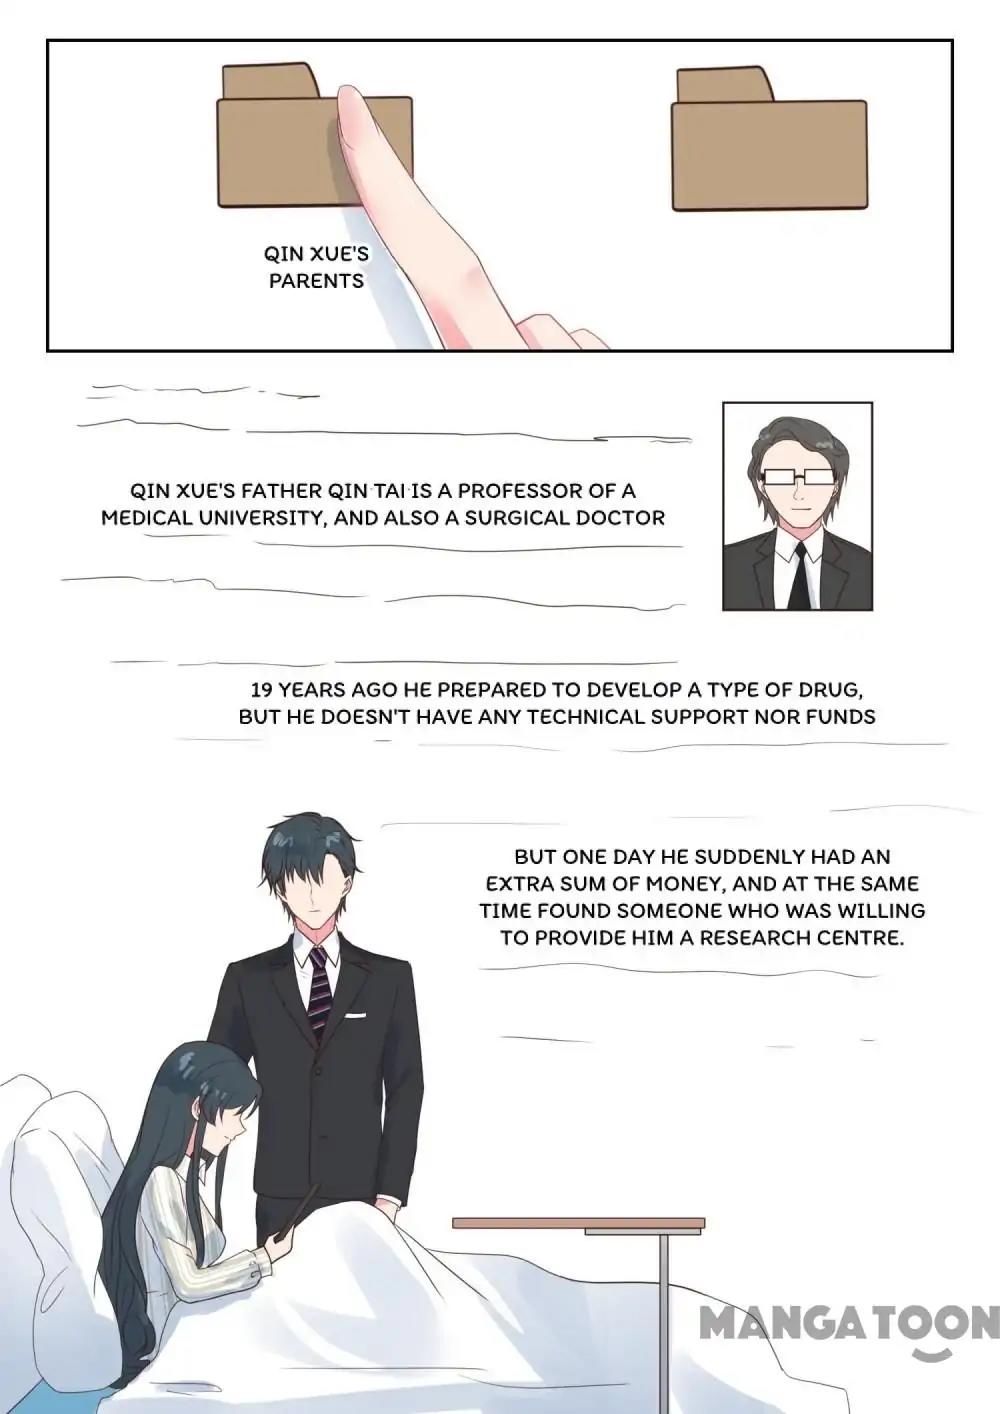 QIN XUE'S
PARENTS
QIN XUE'S FATHER QIN TAI IS A PROFESSOR OF A
MEDICAL UNIVERSITY, AND ALSO A SURGICAL DOCTOR
19 YEARS AGO HE PREPARED TO DEVELOP A TYPE OF DRUG,
BUT HE DOESN'T HAVE ANY TECHNICAL SUPPORT NOR FUNDS
BUT ONE DAY HE SUDDENLY HAD AN
EXTRA SUM OF MONEY, AND AT THE SAME
TIME FOUND SOMEONE WHO WAS WILLING
TO PROVIDE HIM A RESEARCH CENTRE.
MANGATOON